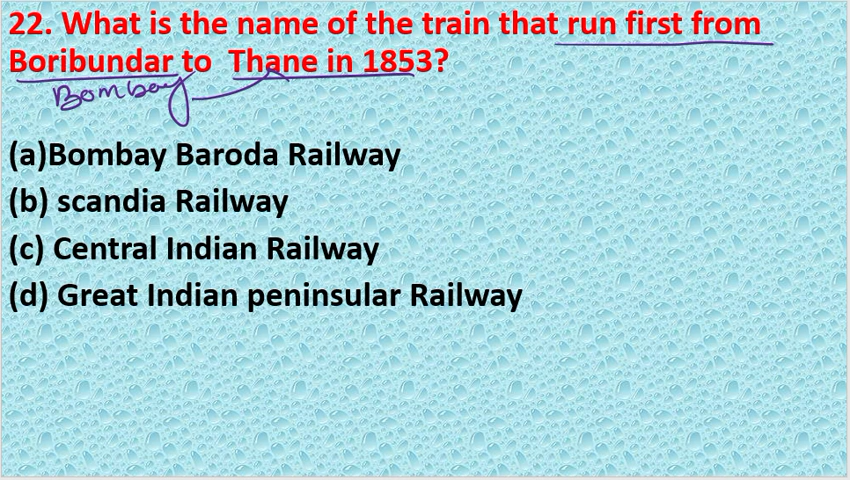 22. What is the name of the train that run first from
Boribundar to Thane in 1853?
Bombay
(a)Bombay Baroda Railway
(b) scandia Railway
(c) Central Indian Railway
(d) Great Indian peninsular Railway